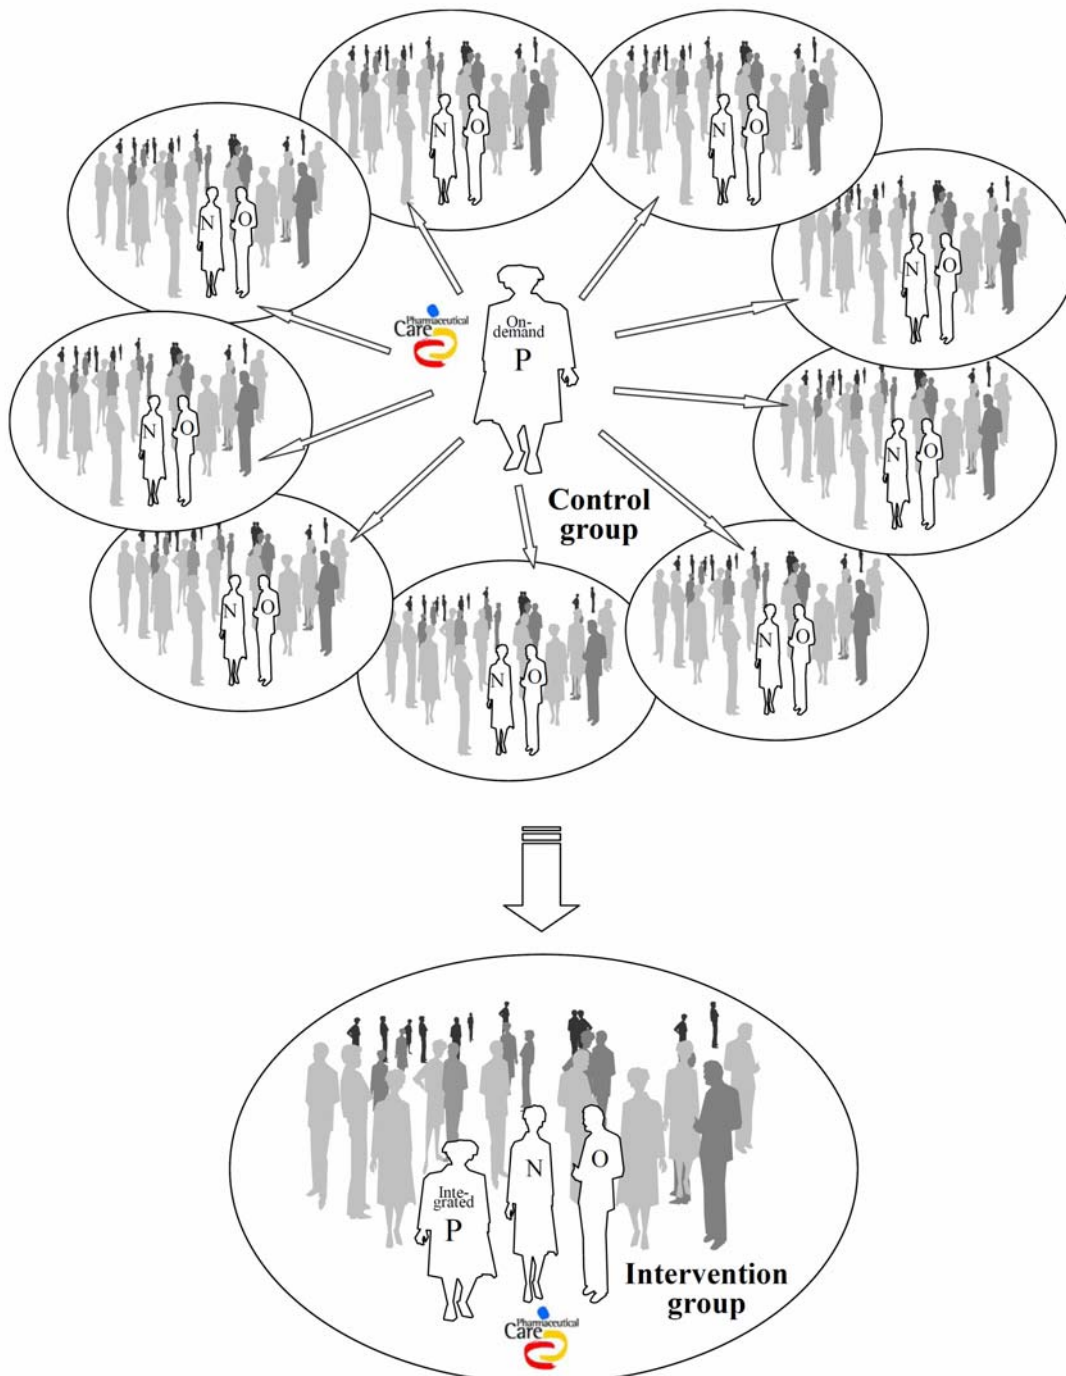 N O
N O
N O
N O
Pharmaceutical
Care
On-
demand
P
N O
N O
N O
Control
group
N O
N O
Inte-
grated
P
N
O
Intervention
group
Pharmaceutical
Care